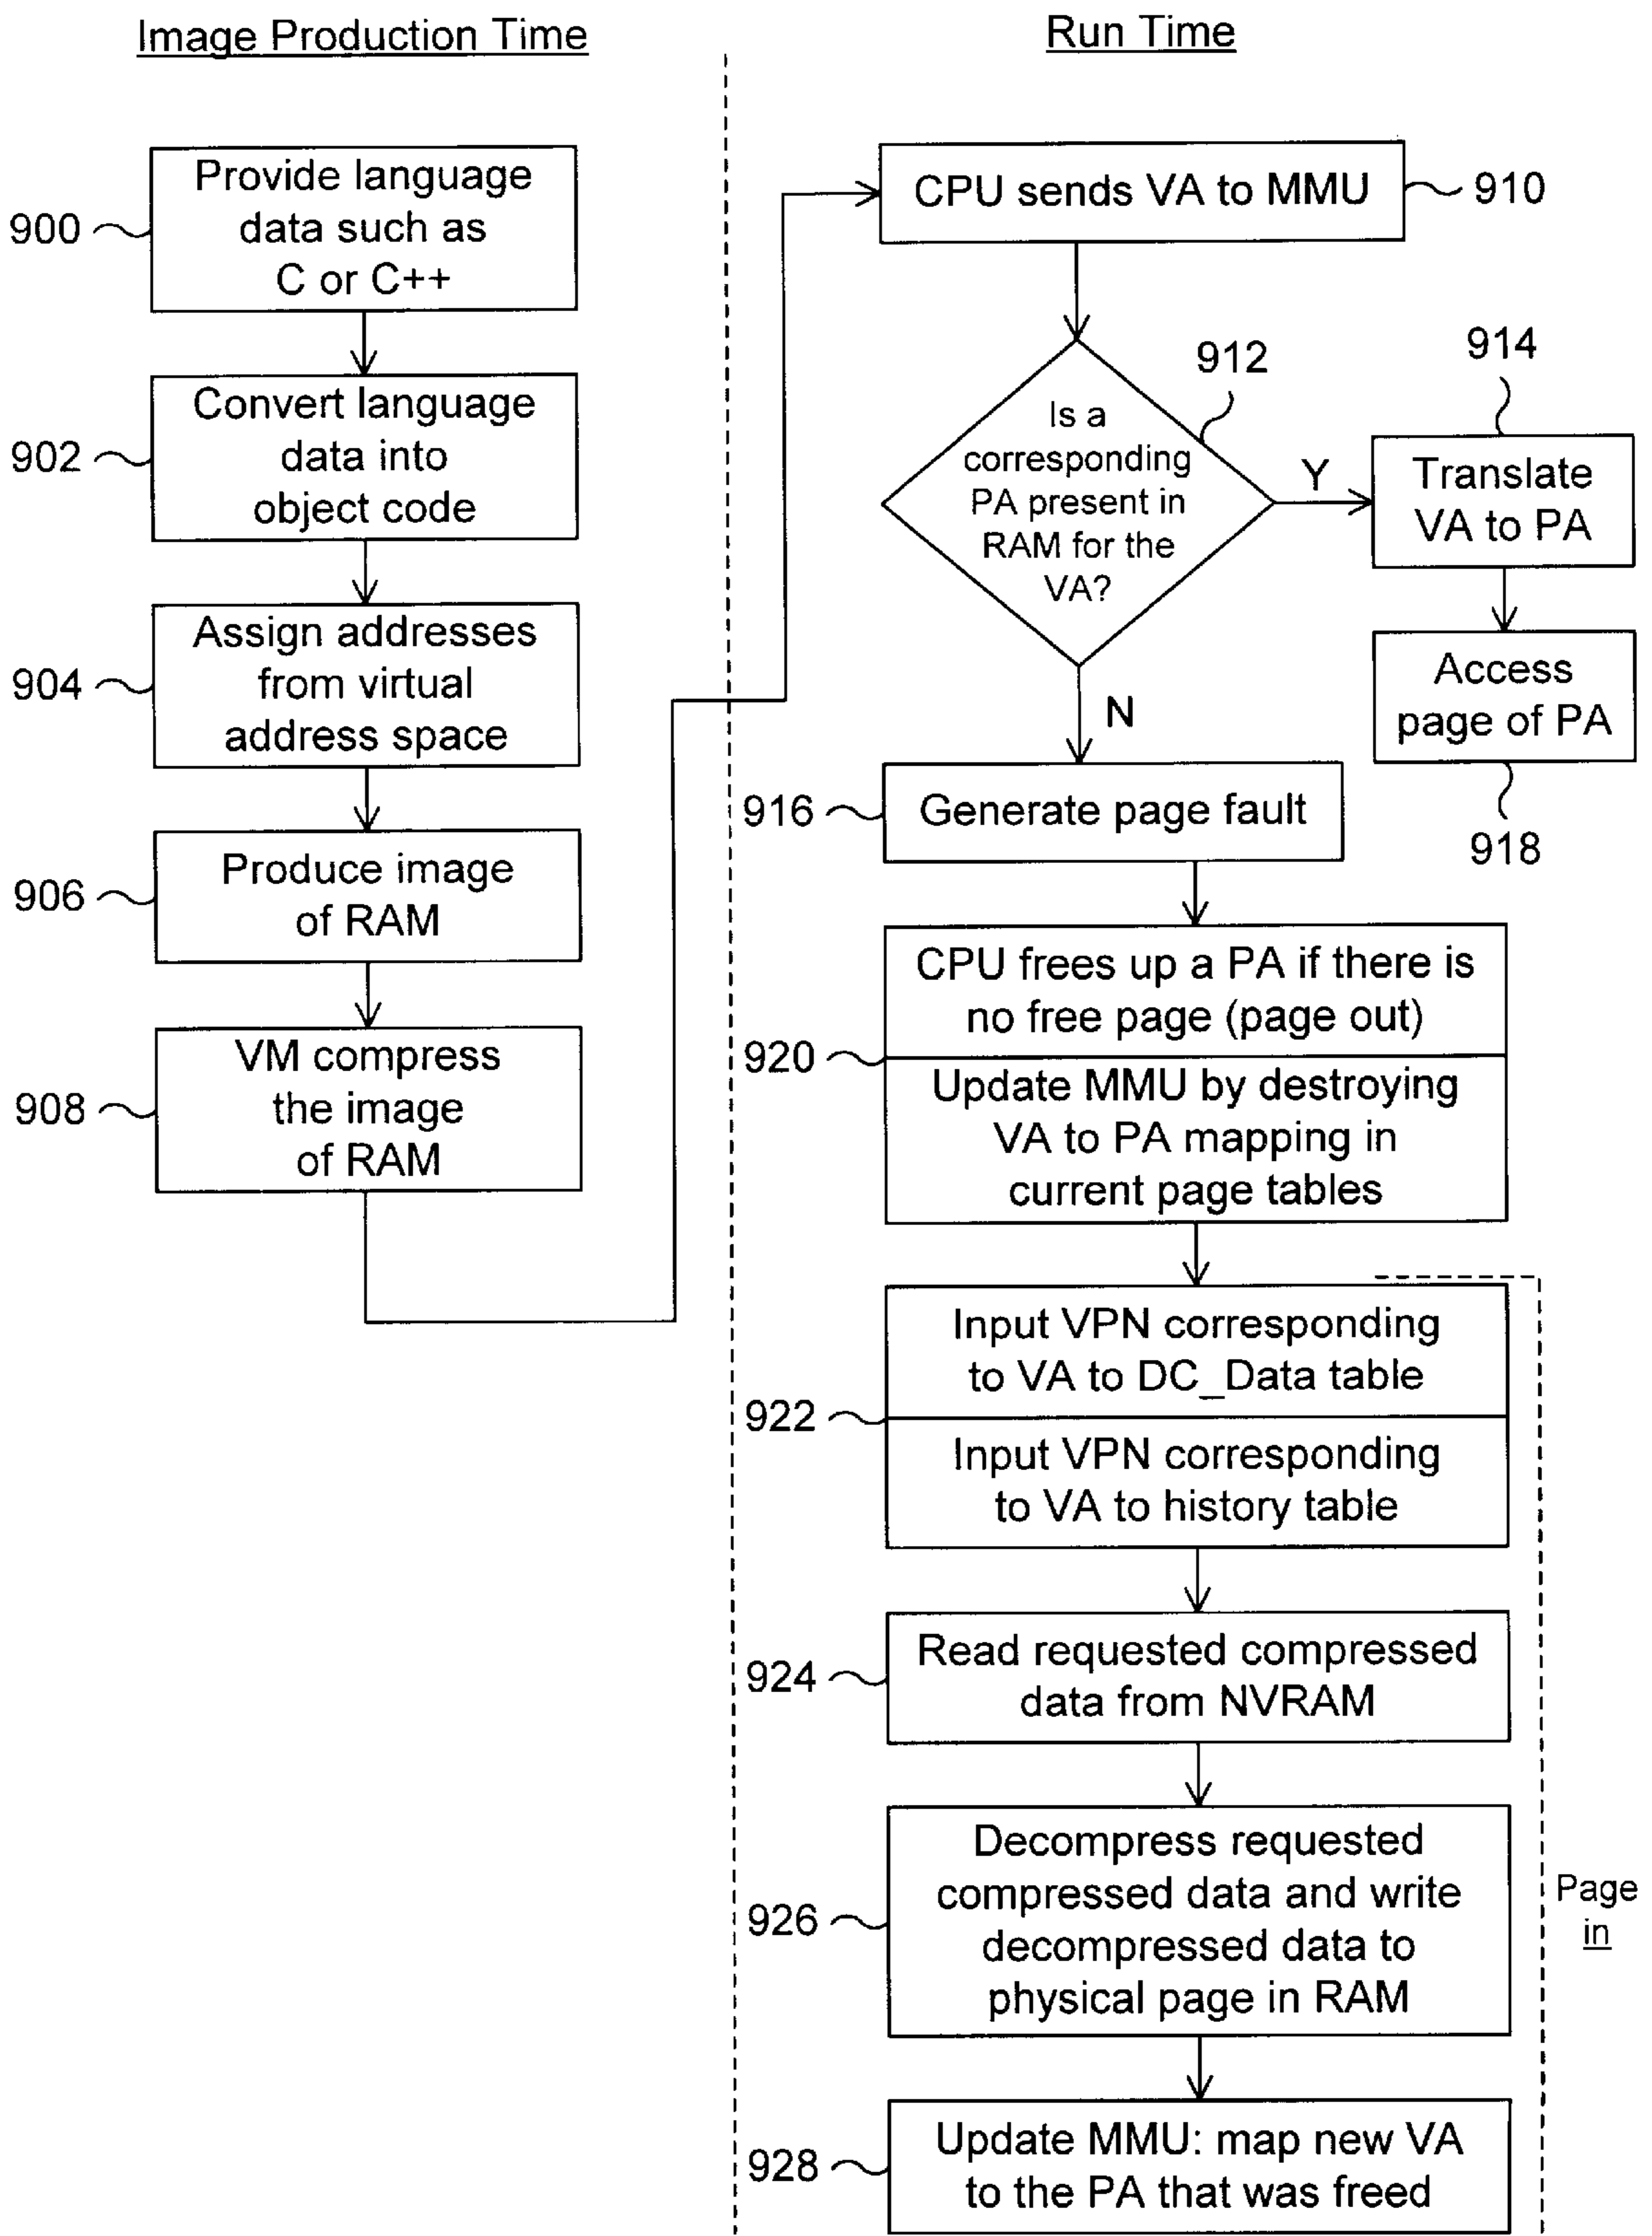 Image Production Time
900
Provide language
data such as
C or C++
902
Convert language
data into
object code
904
Assign addresses
from virtual
address space
906
Produce image
of RAM
908
VM compress
the image
of RAM
Run Time
CPU sends VA to MMU
910
912
Is a
corresponding
PA present in
RAM for the
VA?
Y
914
Translate
VA to PA
Access
page of PA
918
N
916
Generate page fault
920
CPU frees up a PA if there is
no free page (page out)
Update MMU by destroying
VA to PA mapping in
current page tables
922
Input VPN corresponding
to VA to DC_Data table
Input VPN corresponding
to VA to history table
924
Read requested compressed
data from NVRAM
926
Decompress requested
compressed data and write
decompressed data to
physical page in RAM
Page
in
928
Update MMU: map new VA
to the PA that was freed